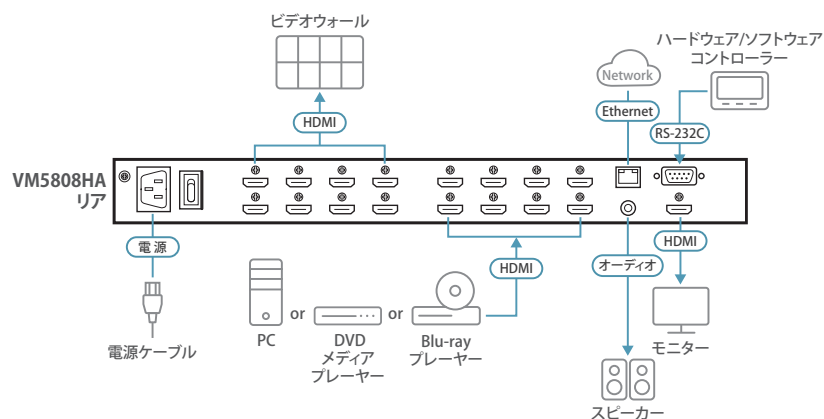 ビデオウォール
ハードウェア/ソフトウェア
コントローラー
Network
Ethernet
HDMI
RS-232C
VM5808HA
リア
電源
HDMI
オーディオ
HDMI
PC
or
DVD
メディア
プレーヤー
or
Blu-ray
プレーヤー
電源ケーブル
モニター
スピーカー